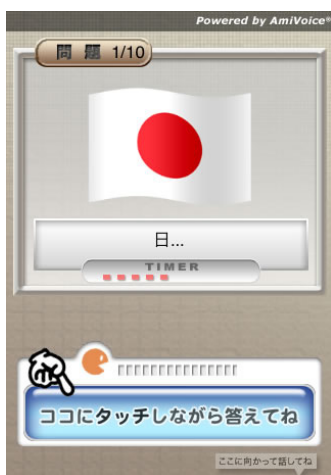 Powered by AmiVoice®
問題 1/10
日...
TIMER
ココにタッチしながら答えてね
ここに向かって話してね